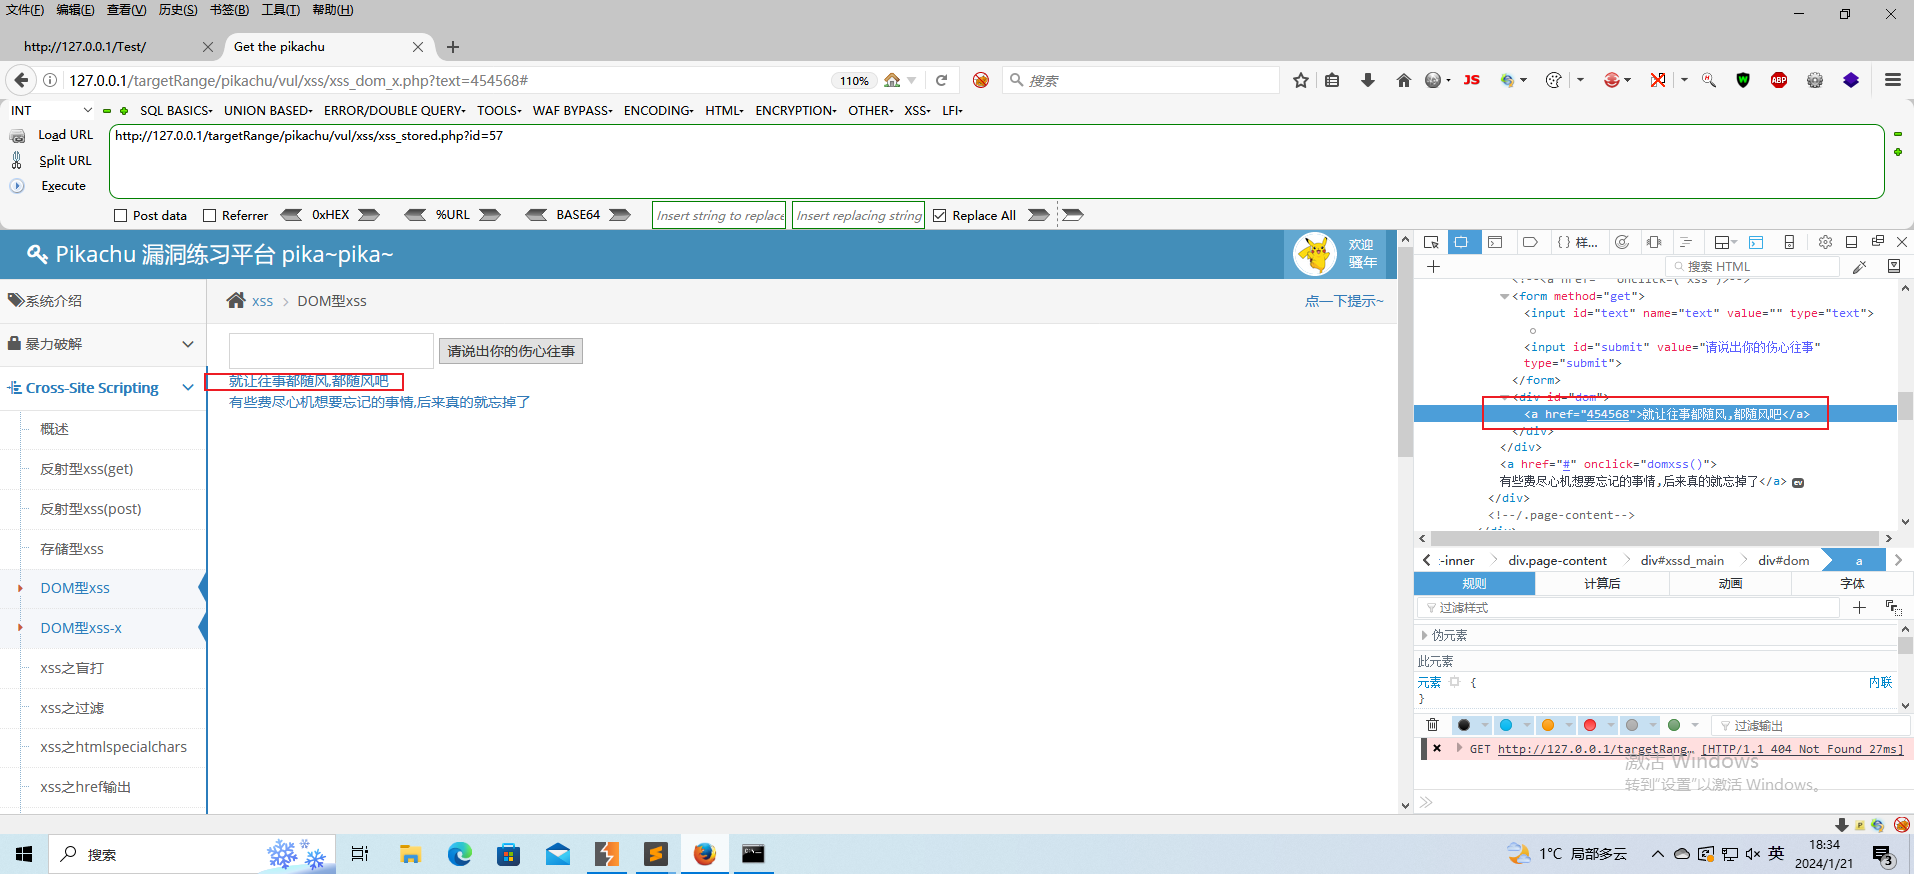 文件(F) 编辑(E) 查看(V) 历史(S) 书签(B) 工具(T) 帮助(H)
http://127.0.0.1/Test/ Get the pikachu
127.0.0.1/targetRange/pikachu/vul/xss/xss_dom_x.php?text=454568# 110% 搜索 JS ABP
INT SQL BASICS UNION BASED ERROR/DOUBLE QUERY TOOLS WAF BYPASS ENCODING HTML ENCRYPTION OTHER XSS LFI
Load URL http://127.0.0.1/targetRange/pikachu/vul/xss/xss_stored.php?id=57
Split URL
Execute
Post data Referrer 0xHEX %URL BASE64 Insert string to replace Insert replacing string Replace All
Pikachu 漏洞练习平台 pika~pika~
欢迎
骚年
系统介绍
暴力破解
Cross-Site Scripting
概述
反射型xss(get)
反射型xss(post)
存储型xss
DOM型xss
DOM型xss-x
xss之盲打
xss之过滤
xss之htmlspecialchars
xss之href输出
xss DOM型xss 点一下提示~
请说出你的伤心往事
就让往事都随风,都随风吧
有些费尽心机想要忘记的事情,后来真的就忘掉了
{ } 样...
搜索 HTML
<form method="get">
<input id="text" name="text" value="" type="text">
<input id="submit" value="请说出你的伤心往事"
type="submit">
</form>
<div id="dom">
<a href="454568">就让往事都随风,都随风吧</a>
</div>
</div>
<a href="#" onclick="domxss()">
有些费尽心机想要忘记的事情,后来真的就忘掉了</a> ev
</div>
<!--/.page-content-->
:-inner div.page-content div#xssd_main div#dom a
规则 计算后 动画 字体
过滤样式
伪元素
此元素
元素 { 内联
}
过滤输出
GET http://127.0.0.1/targetRang… [HTTP/1.1 404 Not Found 27ms]
激活 Windows
转到"设置"以激活 Windows。
搜索
1°C 局部多云 英
18:34
2024/1/21
3